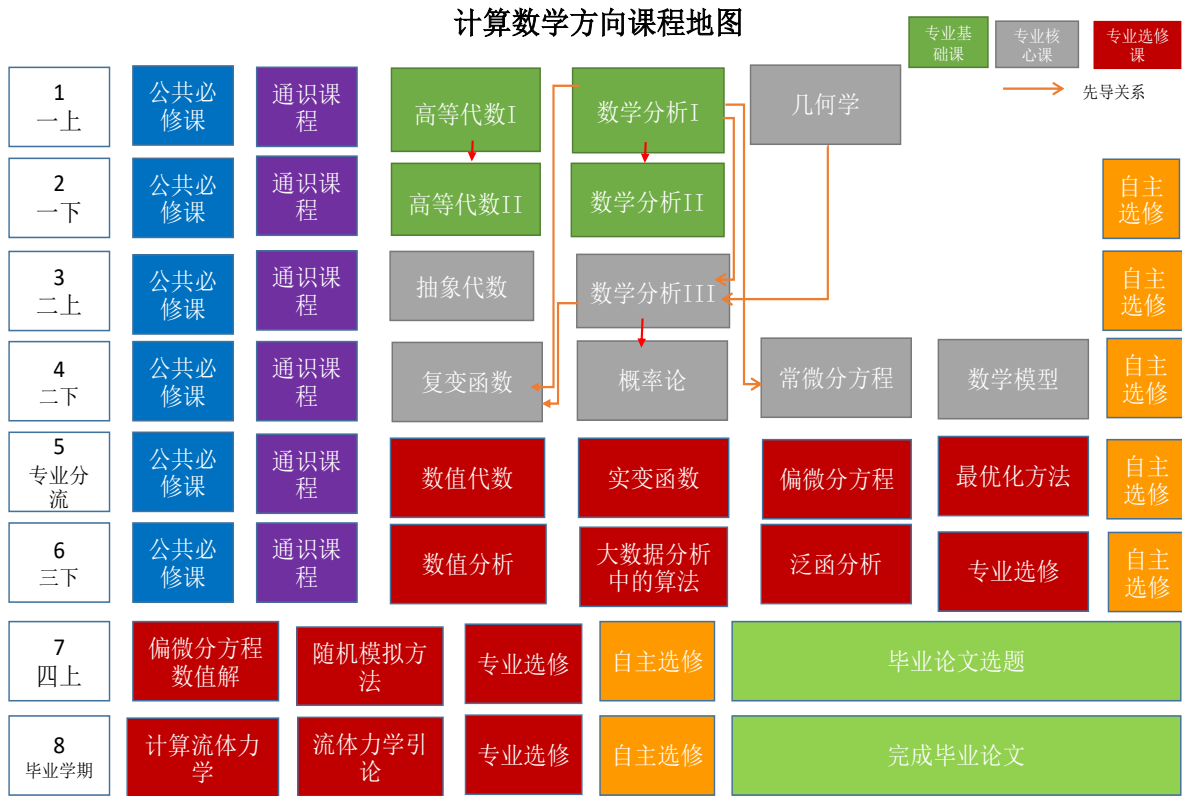 计算数学方向课程地图
专业基
础课
专业核
心课
专业选修
课
先导关系
1
一上
公共必
修课
通识课
程
高等代数I
数学分析I
几何学
2
一下
公共必
修课
通识课
程
高等代数II
数学分析II
自主
选修
3
二上
公共必
修课
通识课
程
抽象代数
数学分析III
自主
选修
4
二下
公共必
修课
通识课
程
复变函数
概率论
常微分方程
数学模型
自主
选修
5
专业分
流
公共必
修课
通识课
程
数值代数
实变函数
偏微分方程
最优化方法
自主
选修
6
三下
公共必
修课
通识课
程
数值分析
大数据分析
中的算法
泛函分析
专业选修
自主
选修
7
四上
偏微分方程
数值解
随机模拟方
法
专业选修
自主选修
毕业论文选题
8
毕业学期
计算流体力
学
流体力学引
论
专业选修
自主选修
完成毕业论文